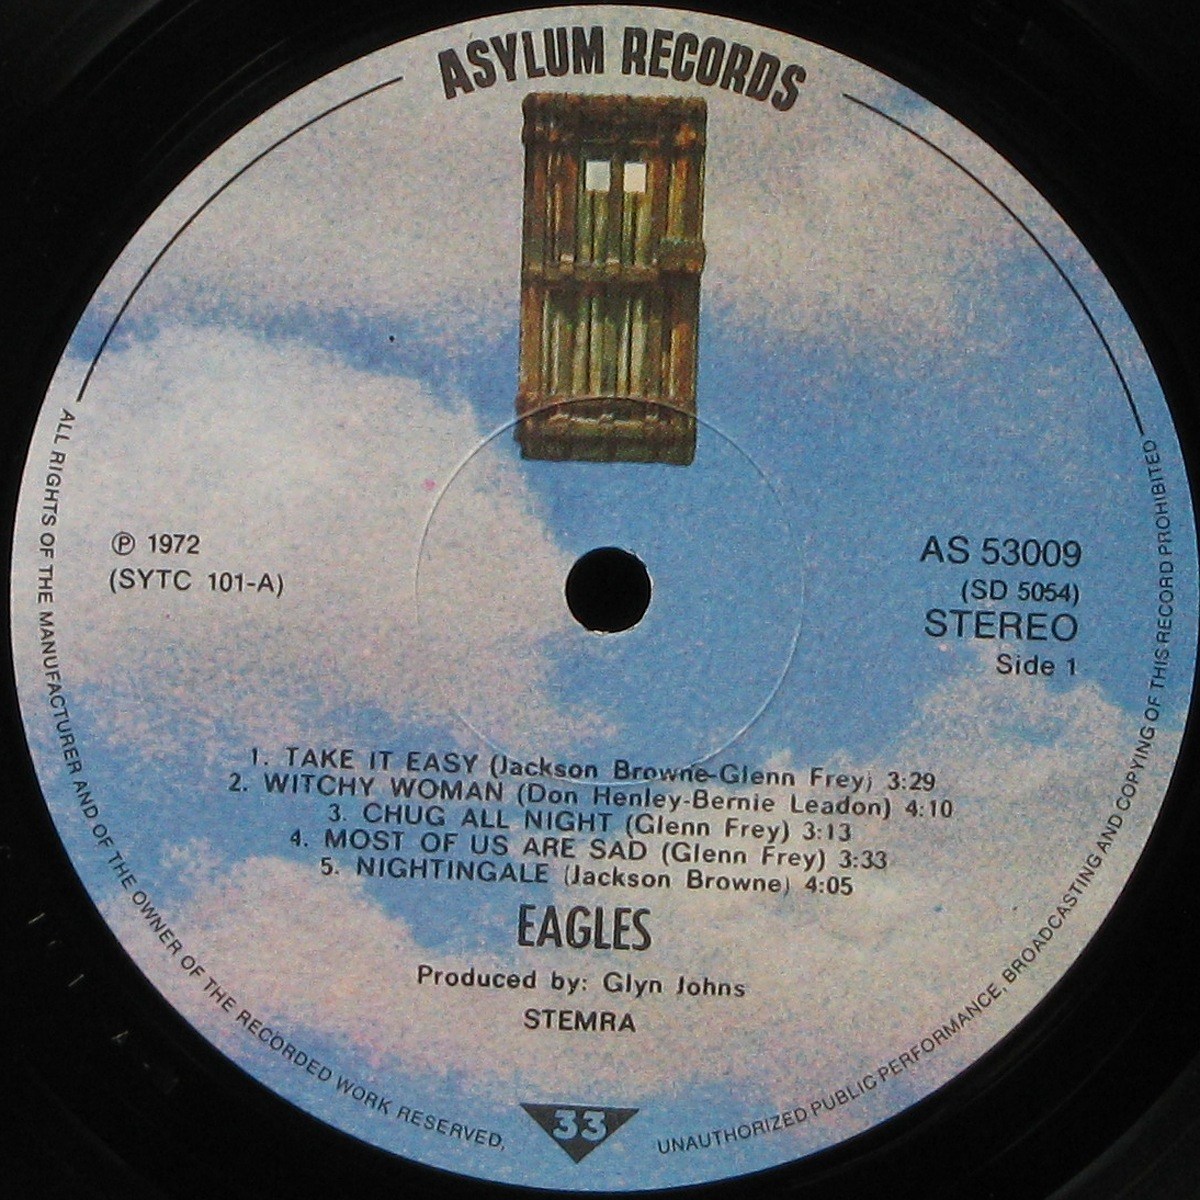 ASYLUM RECORDS
℗ 1972
(SYTC 101-A)
AS 53009
(SD 5054)
STEREO
Side 1
1. TAKE IT EASY (Jackson Browne-Glenn Frey) 3:29
2. WITCHY WOMAN (Don Henley-Bernie Leadon) 4:10
3. CHUG ALL NIGHT (Glenn Frey) 3:13
4. MOST OF US ARE SAD (Glenn Frey) 3:33
5. NIGHTINGALE (Jackson Browne) 4:05
EAGLES
Produced by: Glyn Johns
STEMRA
33
ALL RIGHTS OF THE MANUFACTURER AND OF THE OWNER OF THE RECORDED WORK RESERVED,
UNAUTHORIZED PUBLIC PERFORMANCE, BROADCASTING AND COPYING OF THIS RECORD PROHIBITED